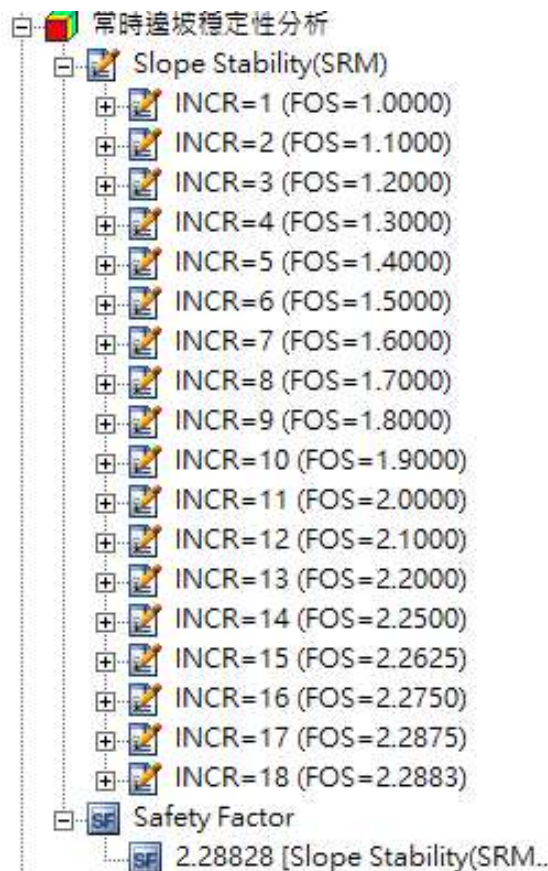 常時邊坡穩定性分析
Slope Stability(SRM)
INCR=1 (FOS=1.0000)
INCR=2 (FOS=1.1000)
INCR=3 (FOS=1.2000)
INCR=4 (FOS=1.3000)
INCR=5 (FOS=1.4000)
INCR=6 (FOS=1.5000)
INCR=7 (FOS=1.6000)
INCR=8 (FOS=1.7000)
INCR=9 (FOS=1.8000)
INCR=10 (FOS=1.9000)
INCR=11 (FOS=2.0000)
INCR=12 (FOS=2.1000)
INCR=13 (FOS=2.2000)
INCR=14 (FOS=2.2500)
INCR=15 (FOS=2.2625)
INCR=16 (FOS=2.2750)
INCR=17 (FOS=2.2875)
INCR=18 (FOS=2.2883)
SF Safety Factor
SF 2.28828 [Slope Stability(SRM...